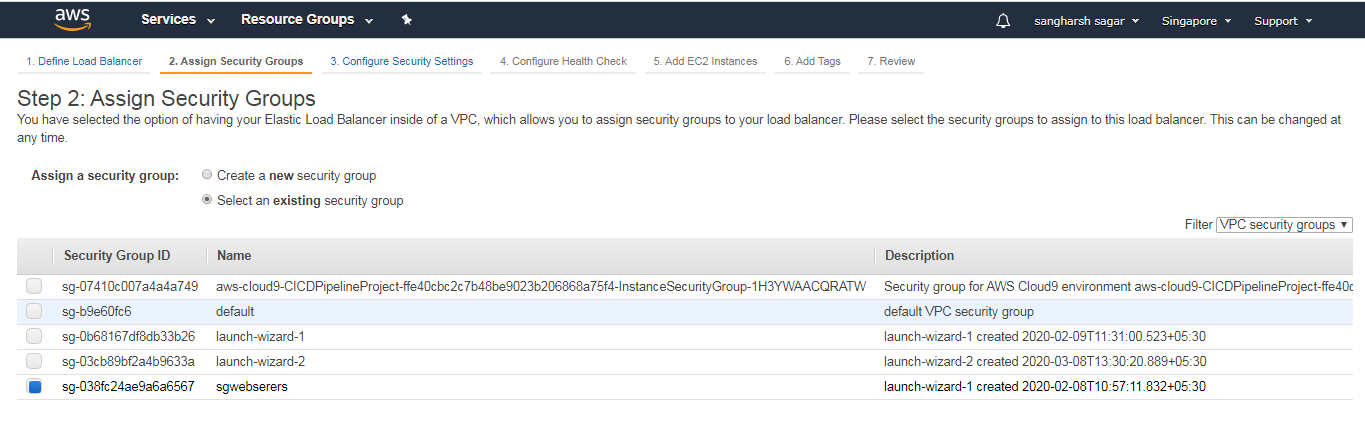 aws Services Resource Groups sangharsh sagar Singapore Support
1. Define Load Balancer 2. Assign Security Groups 3. Configure Security Settings 4. Configure Health Check 5. Add EC2 Instances 6. Add Tags 7. Review
Step 2: Assign Security Groups
You have selected the option of having your Elastic Load Balancer inside of a VPC, which allows you to assign security groups to your load balancer. Please select the security groups to assign to this load balancer. This can be changed at
any time.
Assign a security group: Create a new security group
Select an existing security group
Filter VPC security groups
Security Group ID Name Description
sg-07410c007a4a4a749 aws-cloud9-CICDPipelineProject-ffe40cbc2c7b48be9023b206868a75f4-InstanceSecurityGroup-1H3YWAACQRATW Security group for AWS Cloud9 environment aws-cloud9-CICDPipelineProject-ffe40c
sg-b9e60fc6 default default VPC security group
sg-0b68167df8db33b26 launch-wizard-1 launch-wizard-1 created 2020-02-09T11:31:00.523+05:30
sg-03cb89bf2a4b9633a launch-wizard-2 launch-wizard-2 created 2020-03-08T13:30:20.889+05:30
sg-038fc24ae9a6a6567 sgwebserers launch-wizard-1 created 2020-02-08T10:57:11.832+05:30